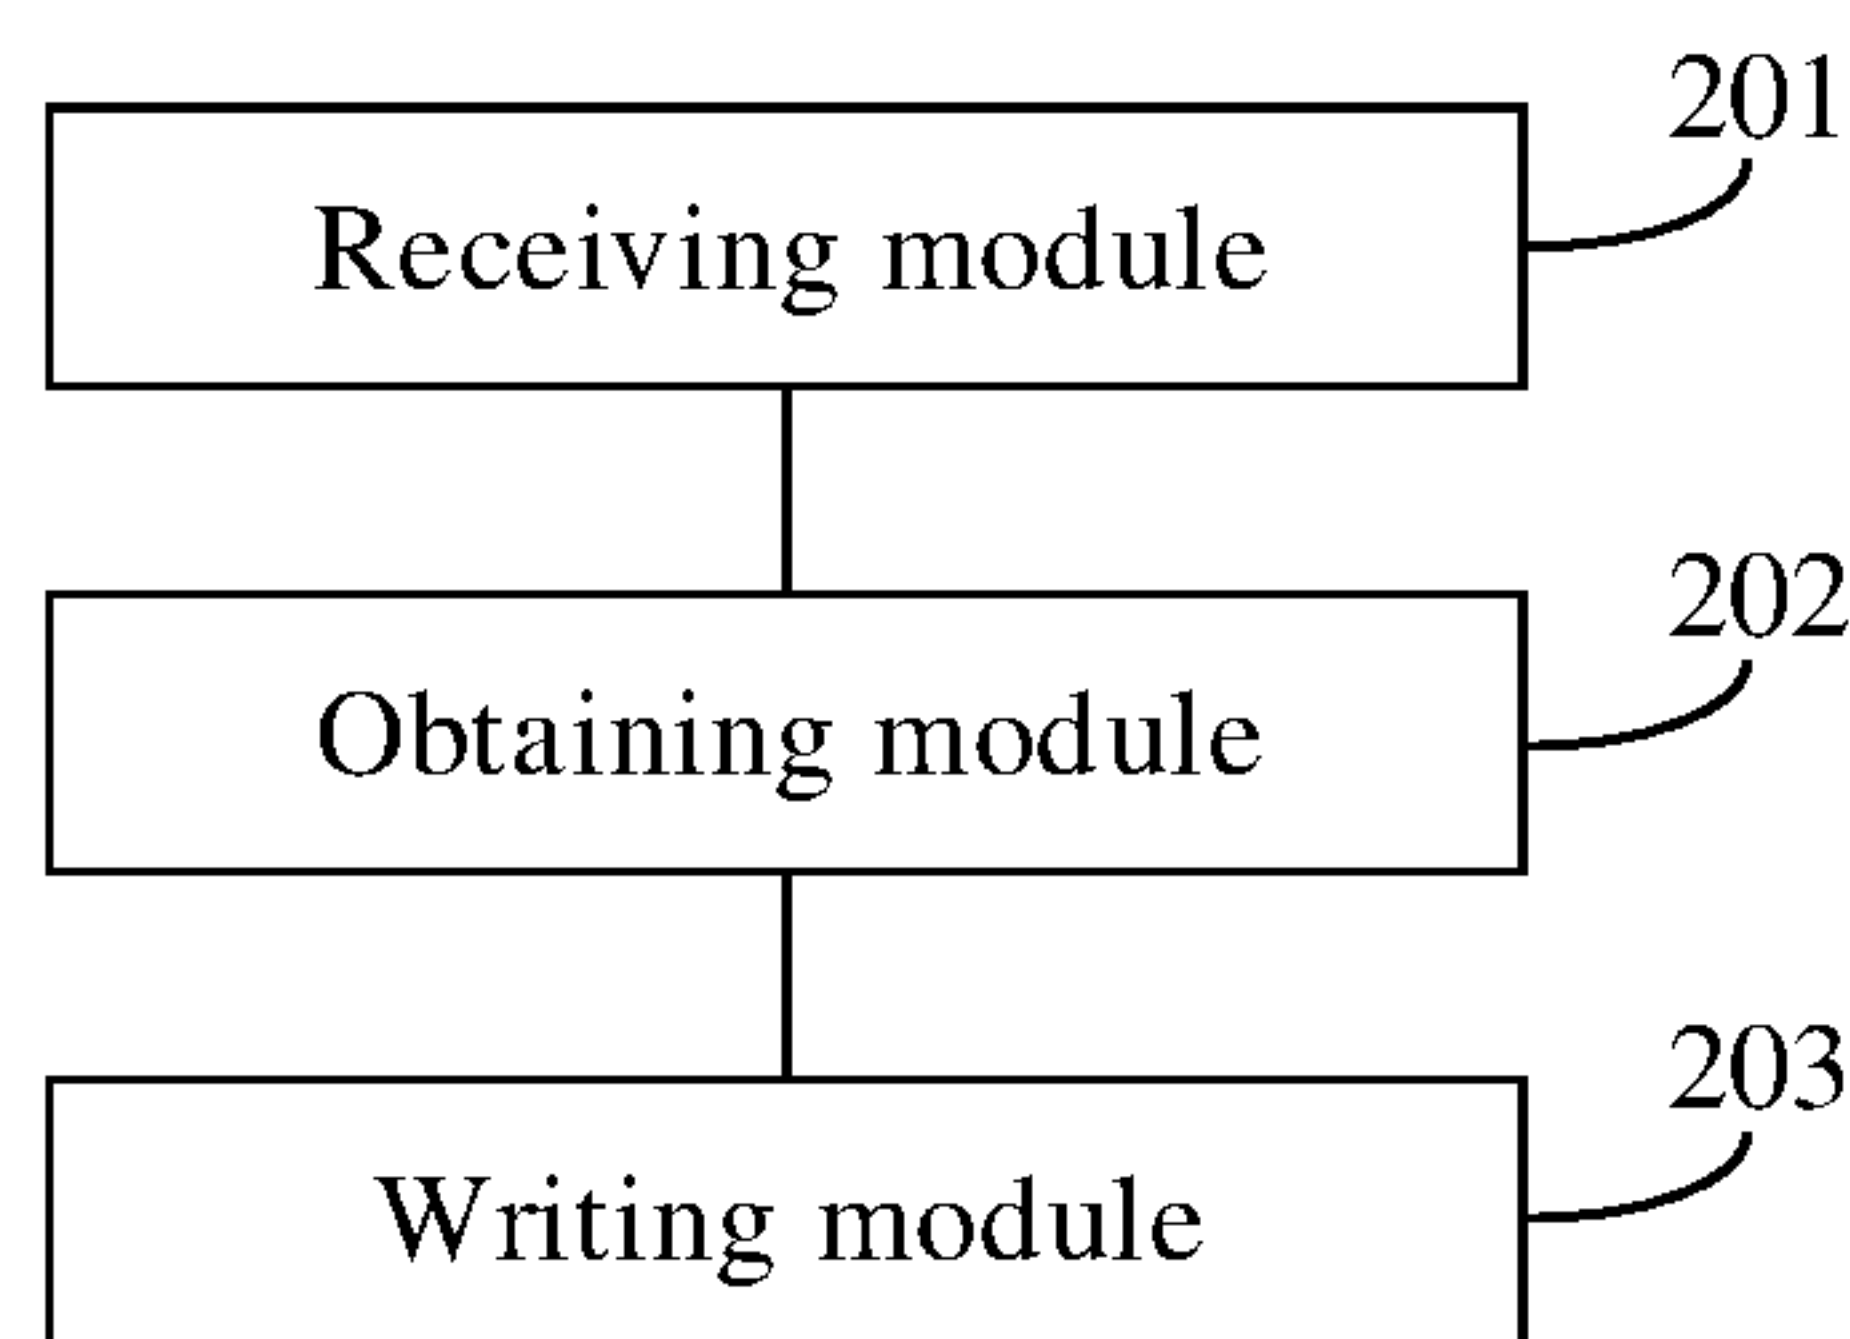 201
Receiving module
202
Obtaining module
203
Writing module